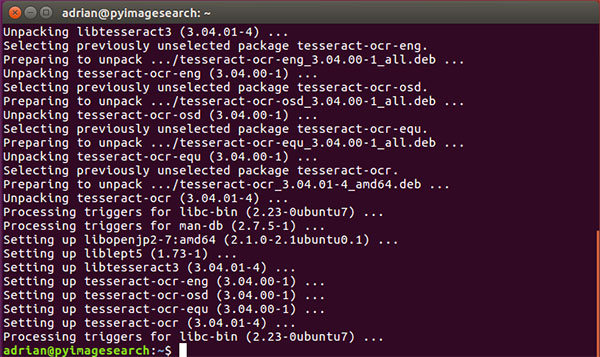 adrian@pyimagesearch: ~
Unpacking libtesseract3 (3.04.01-4) ...
Selecting previously unselected package tesseract-ocr-eng.
Preparing to unpack .../tesseract-ocr-eng_3.04.00-1_all.deb ...
Unpacking tesseract-ocr-eng (3.04.00-1) ...
Selecting previously unselected package tesseract-ocr-osd.
Preparing to unpack .../tesseract-ocr-osd_3.04.00-1_all.deb ...
Unpacking tesseract-ocr-osd (3.04.00-1) ...
Selecting previously unselected package tesseract-ocr-equ.
Preparing to unpack .../tesseract-ocr-equ_3.04.00-1_all.deb ...
Unpacking tesseract-ocr-equ (3.04.00-1) ...
Selecting previously unselected package tesseract-ocr.
Preparing to unpack .../tesseract-ocr_3.04.01-4_amd64.deb ...
Unpacking tesseract-ocr (3.04.01-4) ...
Processing triggers for libc-bin (2.23-0ubuntu7) ...
Processing triggers for man-db (2.7.5-1) ...
Setting up libopenjp2-7:amd64 (2.1.0-2.1ubuntu0.1) ...
Setting up liblept5 (1.73-1) ...
Setting up libtesseract3 (3.04.01-4) ...
Setting up tesseract-ocr-eng (3.04.00-1) ...
Setting up tesseract-ocr-osd (3.04.00-1) ...
Setting up tesseract-ocr-equ (3.04.00-1) ...
Setting up tesseract-ocr (3.04.01-4) ...
Processing triggers for libc-bin (2.23-0ubuntu7) ...
adrian@pyimagesearch:~$